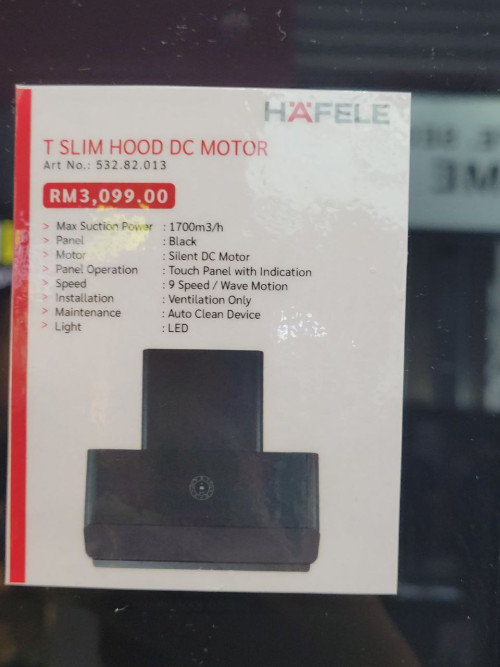 HÄFELE
T SLIM HOOD DC MOTOR
Art No.: 532.82.013
RM3,099.00
> Max Suction Power : 1700m3/h
> Panel : Black
> Motor : Silent DC Motor
> Panel Operation : Touch Panel with Indication
> Speed : 9 Speed / Wave Motion
> Installation : Ventilation Only
> Maintenance : Auto Clean Device
> Light : LED